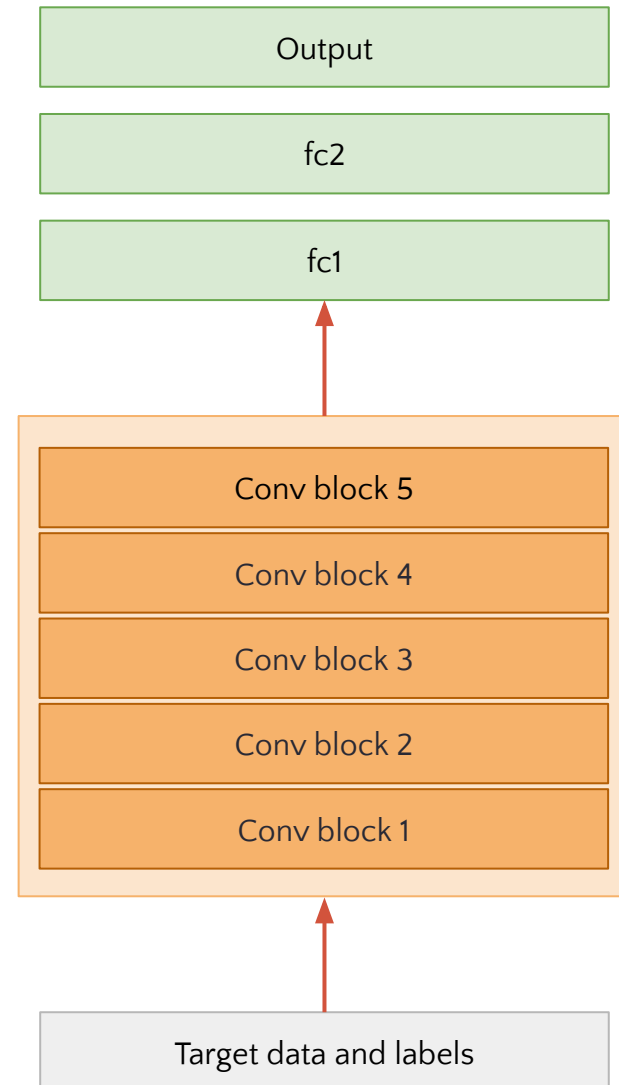 Output
fc2
fc1
Conv block 5
Conv block 4
Conv block 3
Conv block 2
Conv block 1
Target data and labels